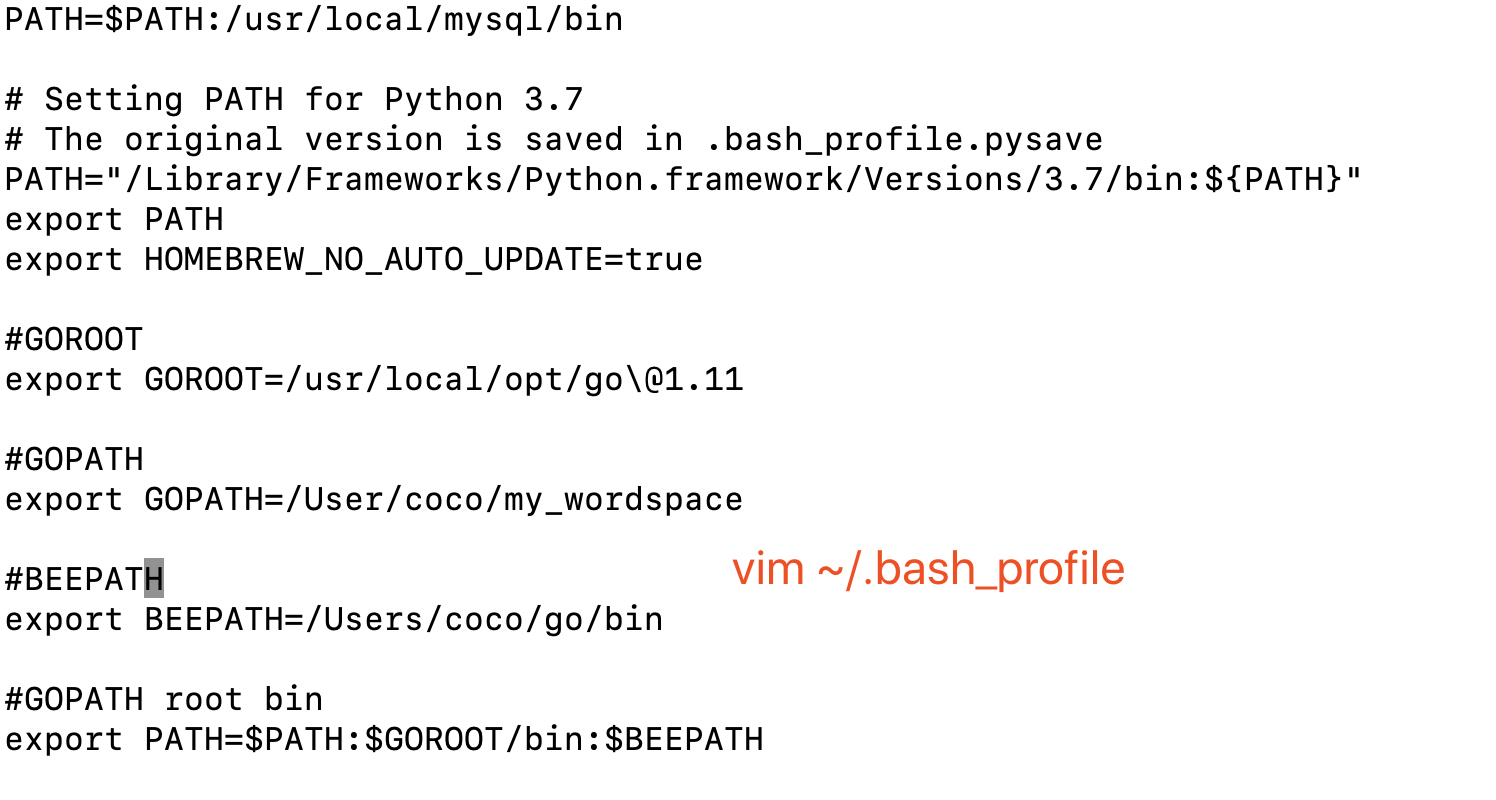 PATH=$PATH:/usr/local/mysql/bin
# Setting PATH for Python 3.7
# The original version is saved in .bash_profile.pysave
PATH="/Library/Frameworks/Python.framework/Versions/3.7/bin:${PATH}"
export PATH
export HOMEBREW_NO_AUTO_UPDATE=true
#GOROOT
export GOROOT=/usr/local/opt/go\@1.11
#GOPATH
export GOPATH=/User/coco/my_wordspace
#BEEPATH
vim ~/.bash_profile
export BEEPATH=/Users/coco/go/bin
#GOPATH root bin
export PATH=$PATH:$GOROOT/bin:$BEEPATH